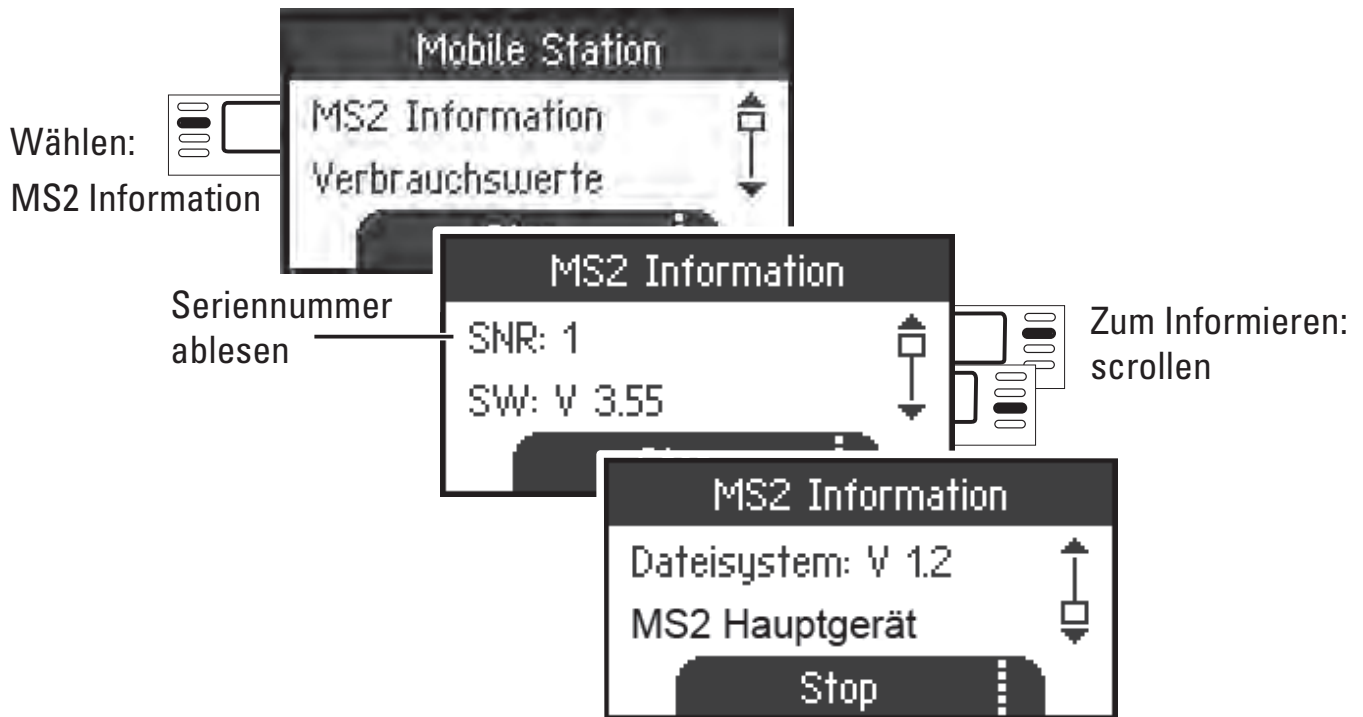 Mobile Station
MS2 Information
Verbrauchswerte
Wählen:
MS2 Information
MS2 Information
SNR: 1
SW: V 3.55
Seriennummer
ablesen
Zum Informieren:
scrollen
MS2 Information
Dateisystem: V 1.2
MS2 Hauptgerät
Stop